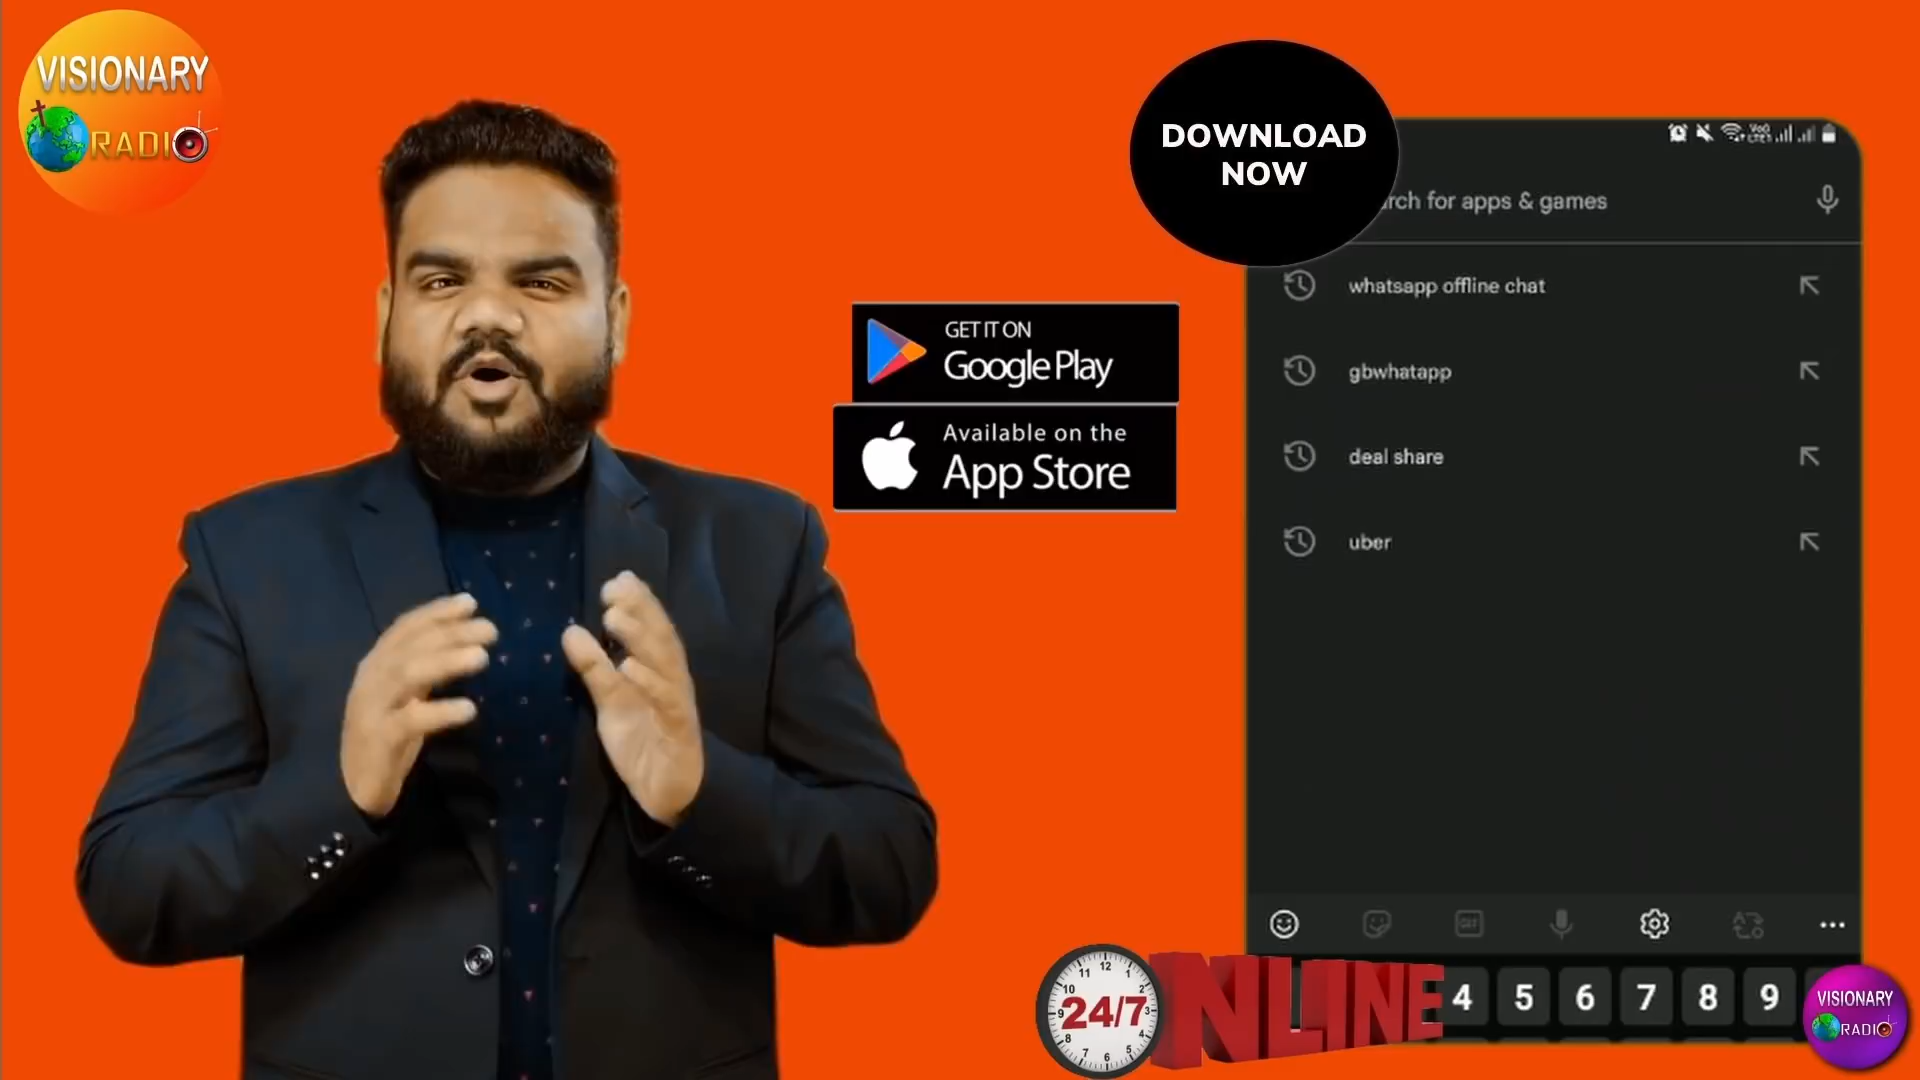 VISIONARY
RADIO
DOWNLOAD
NOW
rch for apps & games
whatsapp offline chat
gbwhatapp
deal share
uber
GET IT ON
Google Play
Available on the
App Store
GIF
24/7
NLINE
4 5 6 7 8 9
VISIONARY
RADIO